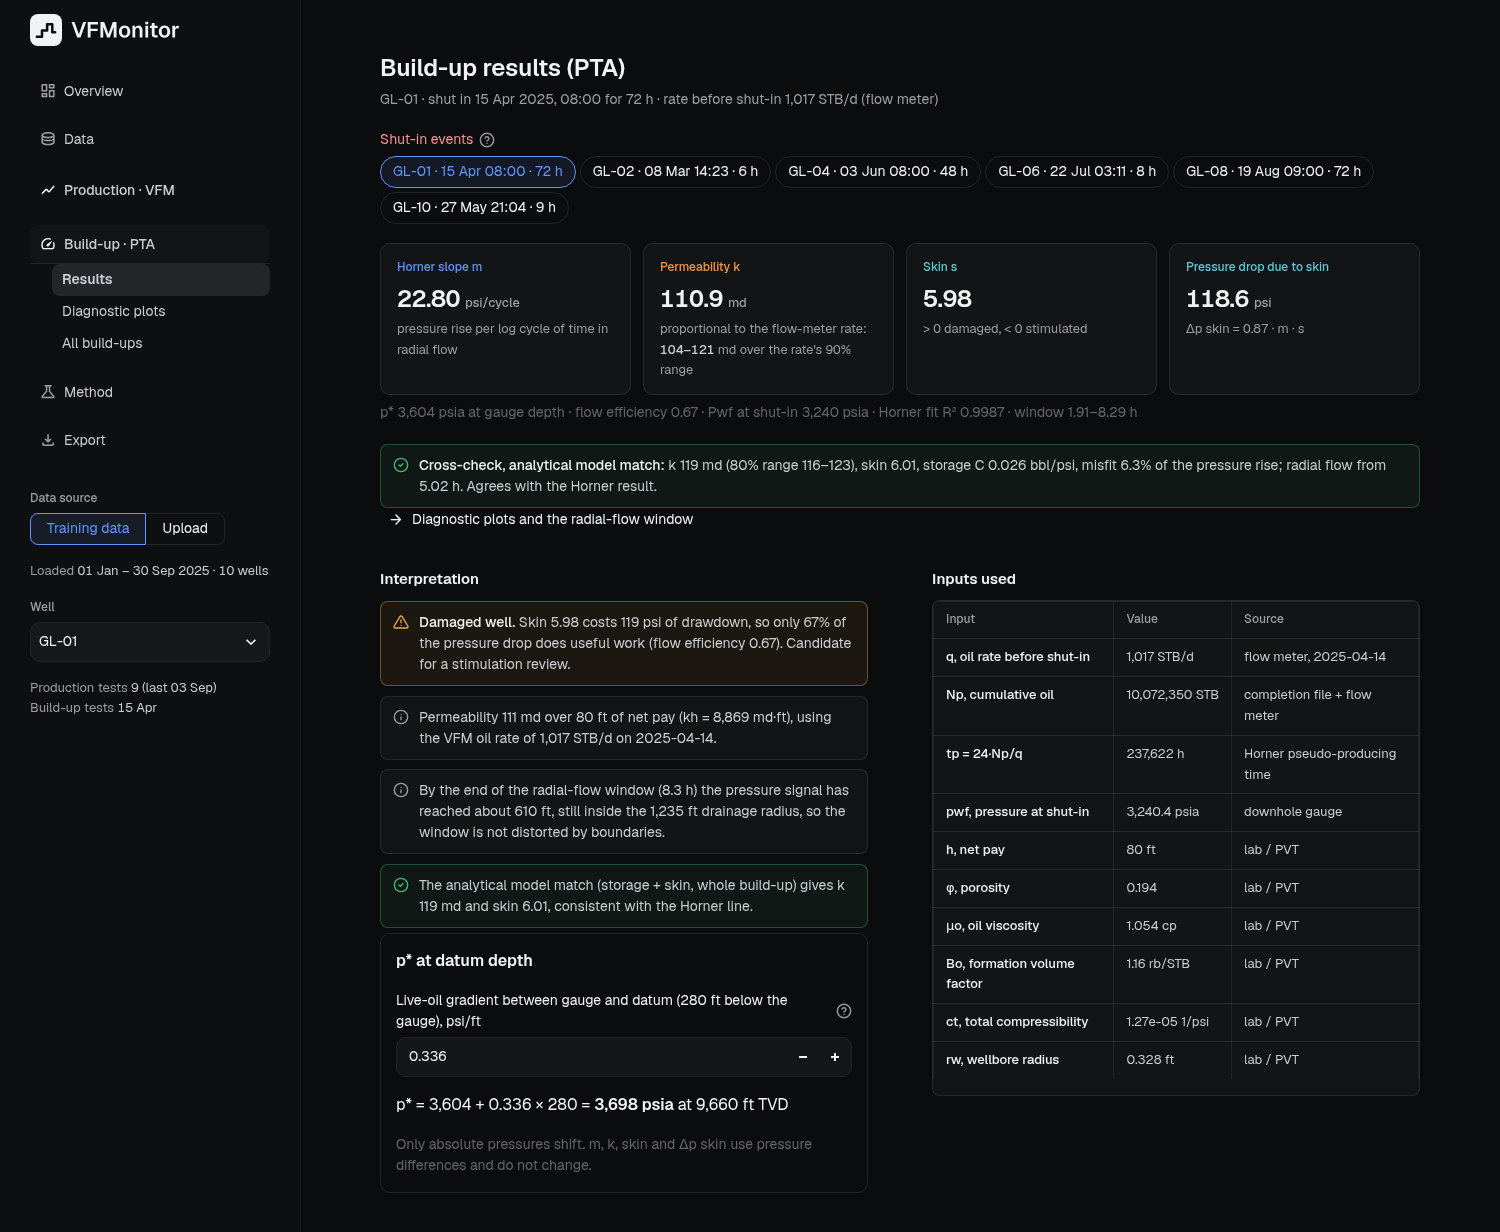 VFMonitor
Overview
Data
Production · VFM
Build-up · PTA
Results
Diagnostic plots
All build-ups
Method
Export
Data source
Training data
Upload
Loaded 01 Jan – 30 Sep 2025 · 10 wells
Well
GL-01
Production tests 9 (last 03 Sep)
Build-up tests 15 Apr
Build-up results (PTA)
GL-01 · shut in 15 Apr 2025, 08:00 for 72 h · rate before shut-in 1,017 STB/d (flow meter)
Shut-in events
GL-01 · 15 Apr 08:00 · 72 h
GL-02 · 08 Mar 14:23 · 6 h
GL-04 · 03 Jun 08:00 · 48 h
GL-06 · 22 Jul 03:11 · 8 h
GL-08 · 19 Aug 09:00 · 72 h
GL-10 · 27 May 21:04 · 9 h
Horner slope m
22.80 psi/cycle
pressure rise per log cycle of time in
radial flow
Permeability k
110.9 md
proportional to the flow-meter rate:
104–121 md over the rate's 90%
range
Skin s
5.98
> 0 damaged, < 0 stimulated
Pressure drop due to skin
118.6 psi
Δp skin = 0.87 · m · s
p* 3,604 psia at gauge depth · flow efficiency 0.67 · Pwf at shut-in 3,240 psia · Horner fit R² 0.9987 · window 1.91–8.29 h
Cross-check, analytical model match: k 119 md (80% range 116–123), skin 6.01, storage C 0.026 bbl/psi, misfit 6.3% of the pressure rise; radial flow from
5.02 h. Agrees with the Horner result.
Diagnostic plots and the radial-flow window
Interpretation
Damaged well. Skin 5.98 costs 119 psi of drawdown, so only 67% of
the pressure drop does useful work (flow efficiency 0.67). Candidate
for a stimulation review.
Permeability 111 md over 80 ft of net pay (kh = 8,869 md·ft), using
the VFM oil rate of 1,017 STB/d on 2025-04-14.
By the end of the radial-flow window (8.3 h) the pressure signal has
reached about 610 ft, still inside the 1,235 ft drainage radius, so the
window is not distorted by boundaries.
The analytical model match (storage + skin, whole build-up) gives k
119 md and skin 6.01, consistent with the Horner line.
p* at datum depth
Live-oil gradient between gauge and datum (280 ft below the
gauge), psi/ft
0.336
p* = 3,604 + 0.336 × 280 = 3,698 psia at 9,660 ft TVD
Only absolute pressures shift. m, k, skin and Δp skin use pressure
differences and do not change.
Inputs used
Input Value Source
q, oil rate before shut-in 1,017 STB/d flow meter, 2025-04-14
Np, cumulative oil 10,072,350 STB completion file + flow
meter
tp = 24·Np/q 237,622 h Horner pseudo-producing
time
pwf, pressure at shut-in 3,240.4 psia downhole gauge
h, net pay 80 ft lab / PVT
φ, porosity 0.194 lab / PVT
μo, oil viscosity 1.054 cp lab / PVT
Bo, formation volume 1.16 rb/STB lab / PVT
factor
ct, total compressibility 1.27e-05 1/psi lab / PVT
rw, wellbore radius 0.328 ft lab / PVT